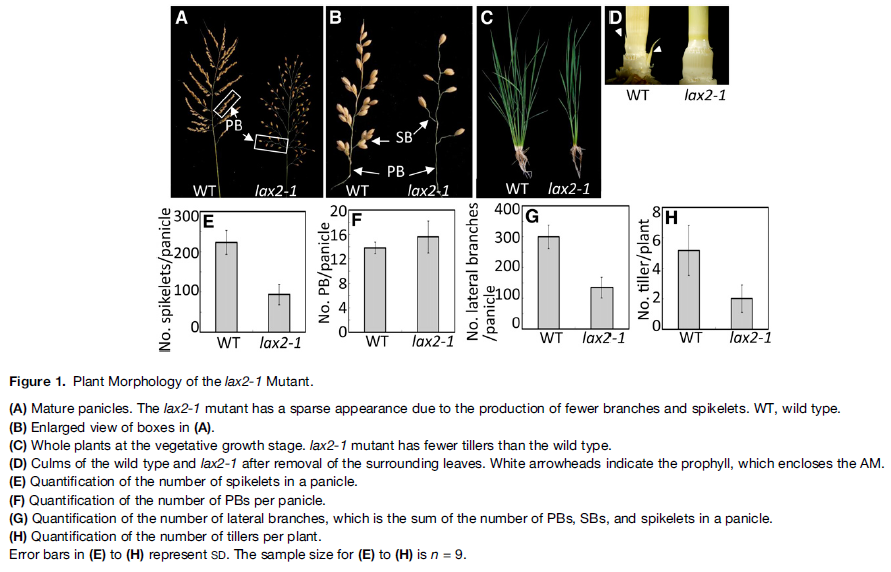 A
B
C
D
PB
WT
lax2-1
SB
PB
WT
lax2-1
WT
lax2-1
WT
lax2-1
E
No. spikelets/panicle
300
200
100
0
WT
lax2-1
F
No. PB/panicle
20
16
12
8
4
0
WT
lax2-1
G
No. lateral branches
/panicle
400
300
200
100
0
WT
lax2-1
H
No. tiller/plant
8
6
4
2
0
WT
lax2-1
Figure 1. Plant Morphology of the lax2-1 Mutant.
(A) Mature panicles. The lax2-1 mutant has a sparse appearance due to the production of fewer branches and spikelets. WT, wild type.
(B) Enlarged view of boxes in (A).
(C) Whole plants at the vegetative growth stage. lax2-1 mutant has fewer tillers than the wild type.
(D) Culms of the wild type and lax2-1 after removal of the surrounding leaves. White arrowheads indicate the prophyll, which encloses the AM.
(E) Quantification of the number of spikelets in a panicle.
(F) Quantification of the number of PBs per panicle.
(G) Quantification of the number of lateral branches, which is the sum of the number of PBs, SBs, and spikelets in a panicle.
(H) Quantification of the number of tillers per plant.
Error bars in (E) to (H) represent SD. The sample size for (E) to (H) is n = 9.